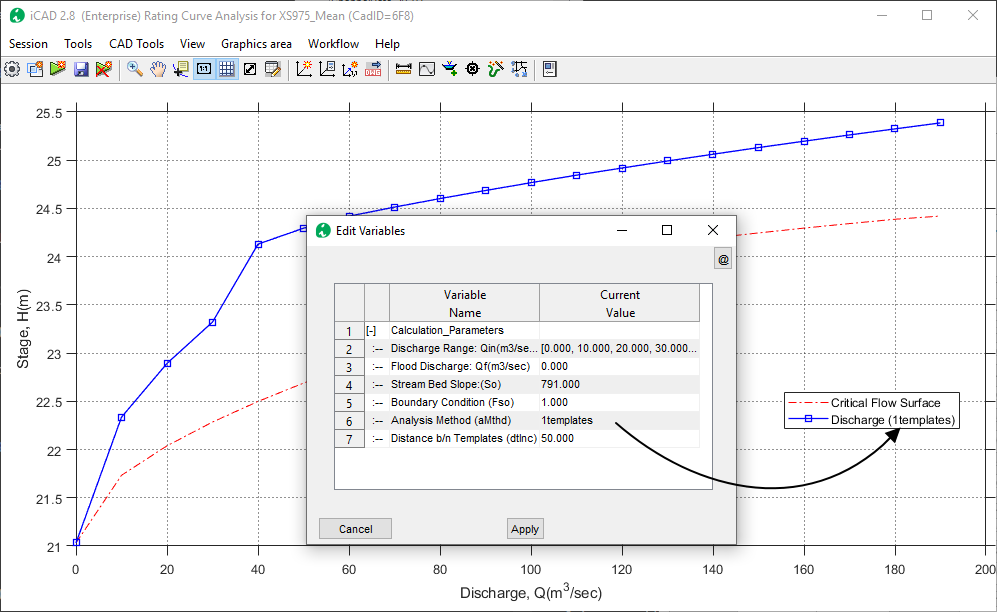 iCAD 2.8 (Enterprise) Rating Curve Analysis for XS975_Mean (CadID=6F8)
Session Tools CAD Tools View Graphics area Workflow Help
25.5
25
24.5
24
23.5
23
22.5
22
21.5
21
Stage, H(m)
0 20 40 60 80 100 120 140 160 180 200
Discharge, Q(m³/sec)
Critical Flow Surface
Discharge (1templates)
Edit Variables
@
Variable Name Current Value
1 [-] Calculation_Parameters
2 :-- Discharge Range: Qin(m3/se... [0.000, 10.000, 20.000, 30.000...
3 :-- Flood Discharge: Qf(m3/sec) 0.000
4 :-- Stream Bed Slope:(So) 791.000
5 :-- Boundary Condition (Fso) 1.000
6 :-- Analysis Method (aMthd) 1templates
7 :-- Distance b/n Templates (dtInc) 50.000
Cancel Apply